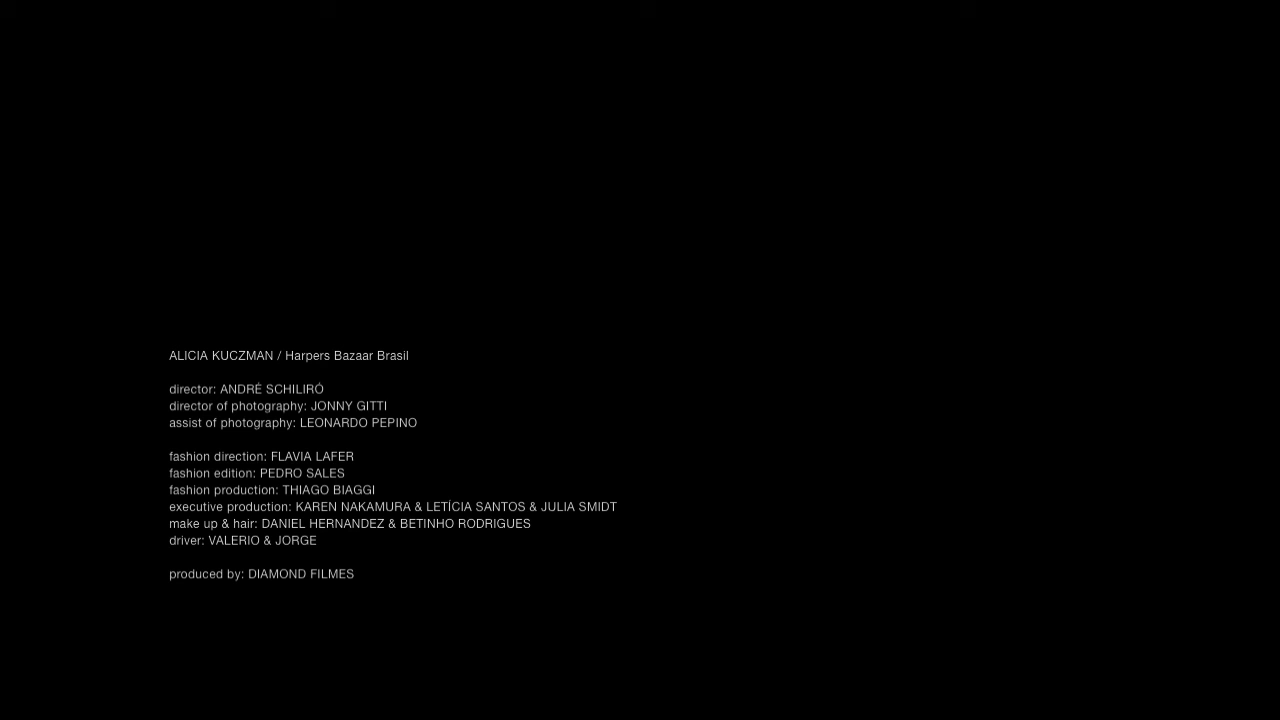 ALICIA KUCZMAN / Harpers Bazaar Brasil
director: ANDRÉ SCHILIRÓ
director of photography: JONNY GITTI
assist of photography: LEONARDO PEPINO
fashion direction: FLAVIA LAFER
fashion edition: PEDRO SALES
fashion production: THIAGO BIAGGI
executive production: KAREN NAKAMURA & LETÍCIA SANTOS & JULIA SMIDT
make up & hair: DANIEL HERNANDEZ & BETINHO RODRIGUES
driver: VALERIO & JORGE
produced by: DIAMOND FILMES